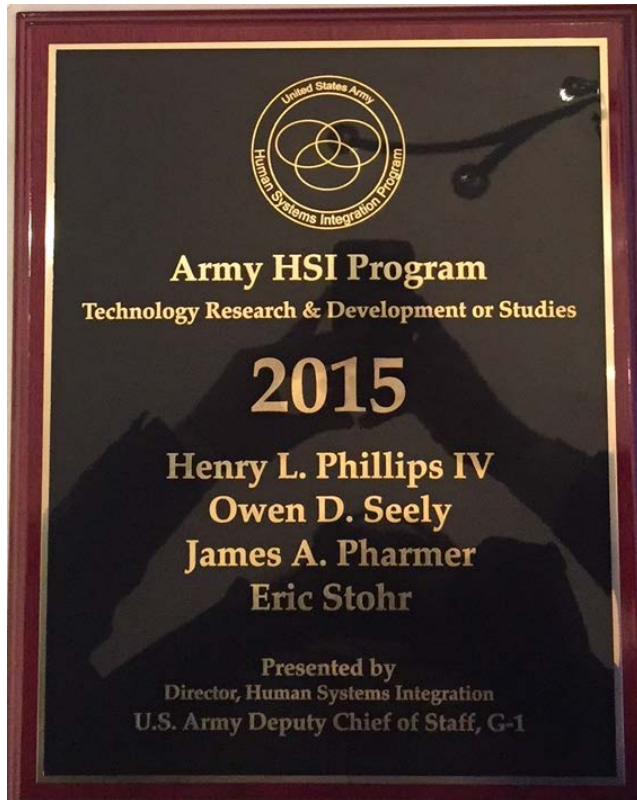 United States Army
Human Systems Integration Program
Army HSI Program
Technology Research & Development or Studies
2015
Henry L. Phillips IV
Owen D. Seely
James A. Pharmer
Eric Stohr
Presented by
Director, Human Systems Integration
U.S. Army Deputy Chief of Staff, G-1